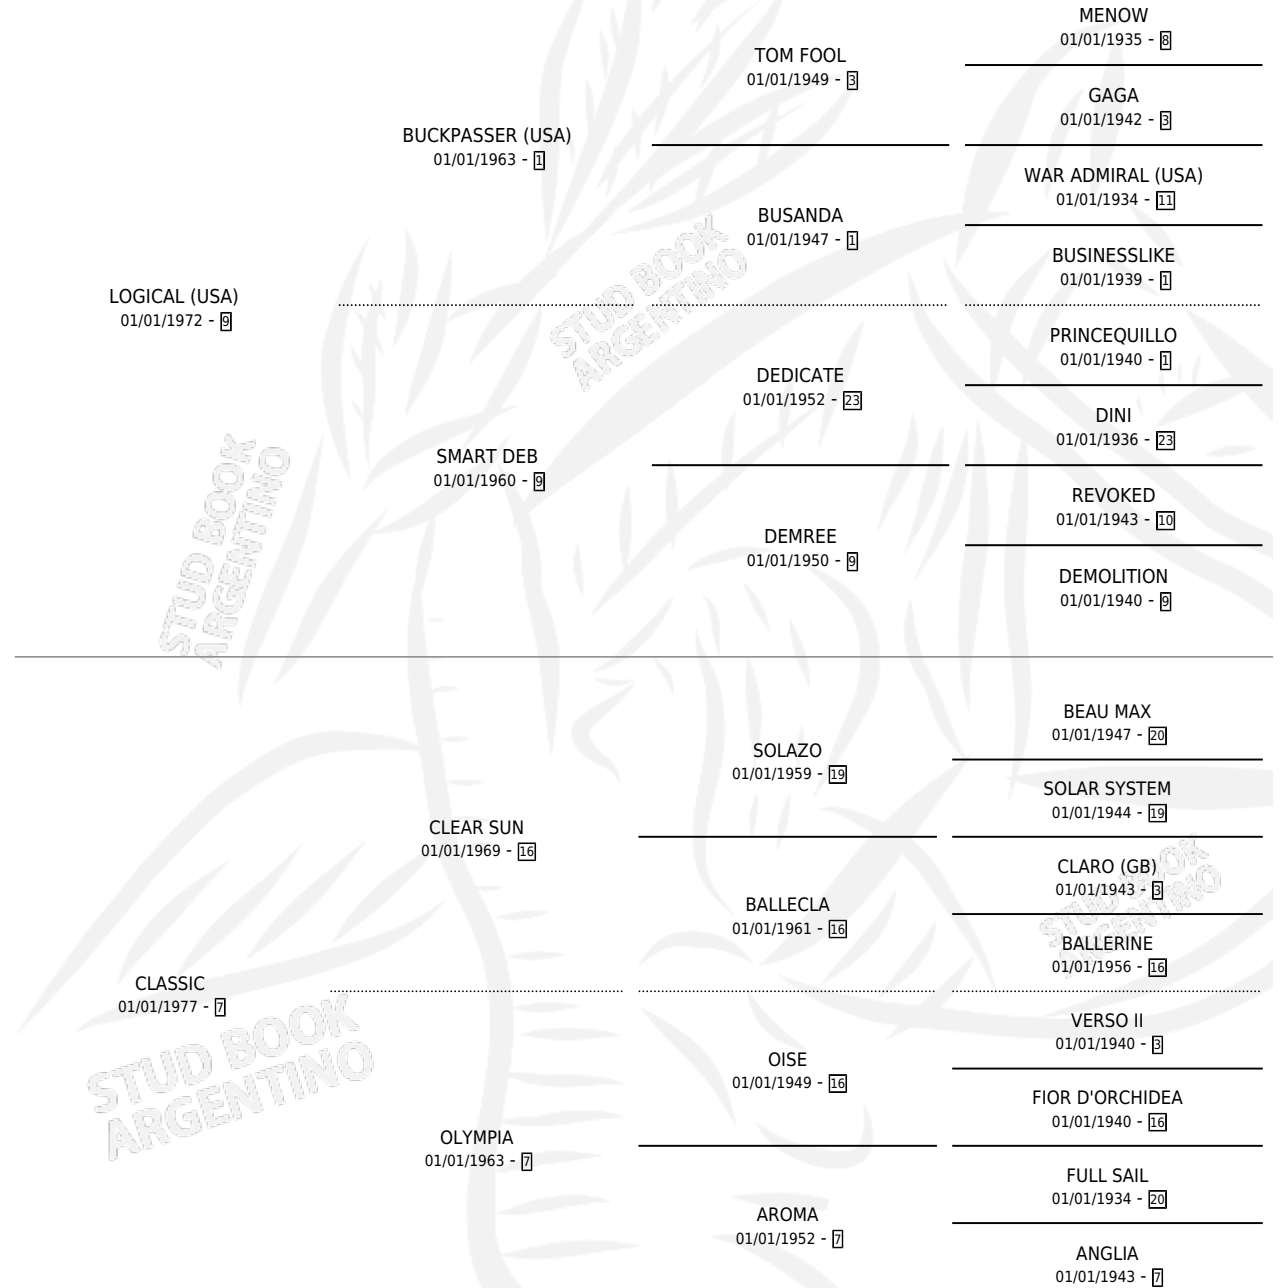 MENOW
01/01/1935 - 8
TOM FOOL
01/01/1949 - 3
GAGA
01/01/1942 - 3
BUCKPASSER (USA)
01/01/1963 - 1
WAR ADMIRAL (USA)
01/01/1934 - 11
BUSANDA
01/01/1947 - 1
BUSINESSLIKE
01/01/1939 - 1
LOGICAL (USA)
01/01/1972 - 9
PRINCEQUILLO
01/01/1940 - 1
DEDICATE
01/01/1952 - 23
DINI
01/01/1936 - 23
SMART DEB
01/01/1960 - 9
REVOKED
01/01/1943 - 10
DEMREE
01/01/1950 - 9
DEMOLITION
01/01/1940 - 9
BEAU MAX
01/01/1947 - 20
SOLAZO
01/01/1959 - 19
SOLAR SYSTEM
01/01/1944 - 19
CLEAR SUN
01/01/1969 - 16
CLARO (GB)
01/01/1943 - 3
BALLECLA
01/01/1961 - 16
BALLERINE
01/01/1956 - 16
CLASSIC
01/01/1977 - 7
VERSO II
01/01/1940 - 3
OISE
01/01/1949 - 16
FIOR D'ORCHIDEA
01/01/1940 - 16
OLYMPIA
01/01/1963 - 7
FULL SAIL
01/01/1934 - 20
AROMA
01/01/1952 - 7
ANGLIA
01/01/1943 - 7
STUD BOOK
ARGENTINO
STUD BOOK
ARGENTINO
STUD BOOK
ARGENTINO
STUD BOOK
ARGENTINO